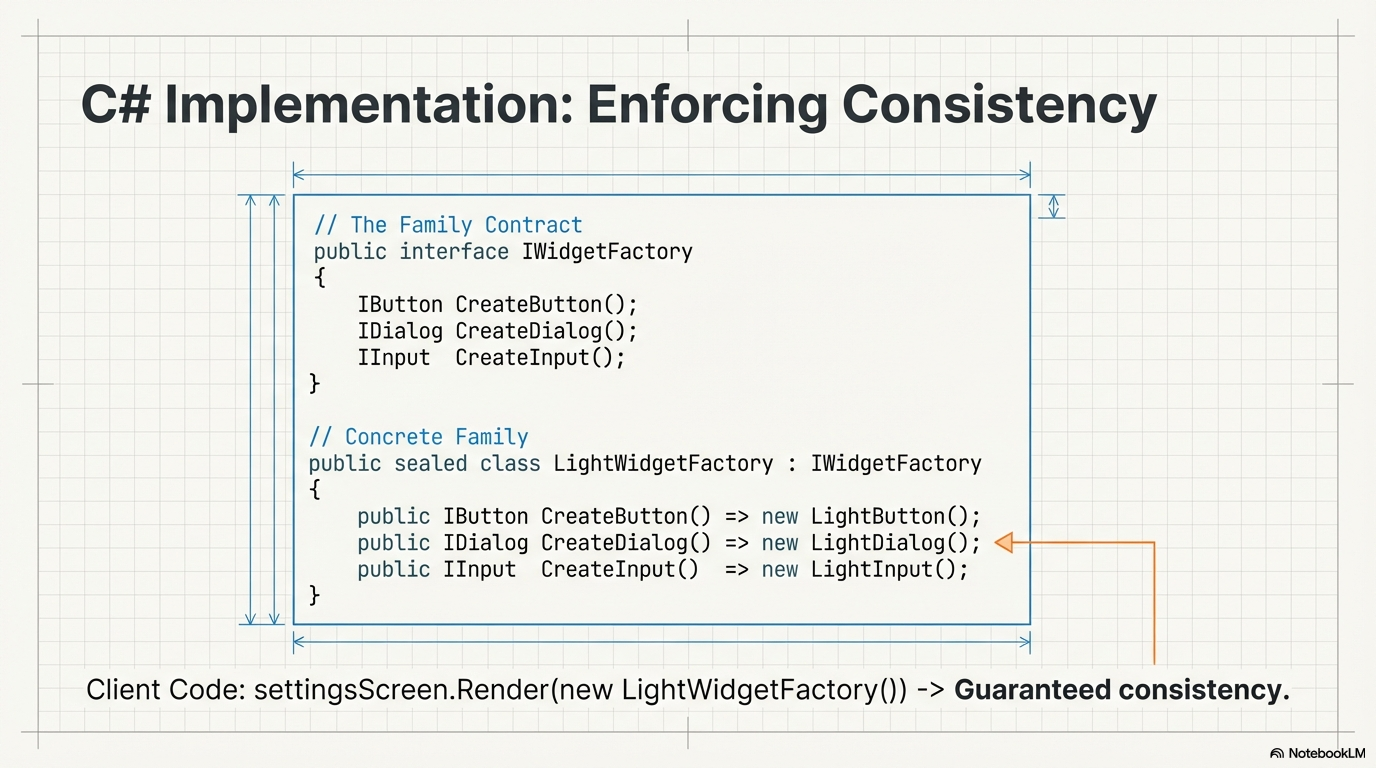 C# Implementation: Enforcing Consistency
// The Family Contract
public interface IWidgetFactory
{
    IButton CreateButton();
    IDialog CreateDialog();
    IInput  CreateInput();
}
// Concrete Family
public sealed class LightWidgetFactory : IWidgetFactory
{
    public IButton CreateButton() => new LightButton();
    public IDialog CreateDialog() => new LightDialog();
    public IInput  CreateInput()  => new LightInput();
}
Client Code: settingsScreen.Render(new LightWidgetFactory()) -> Guaranteed consistency.
NotebookLM